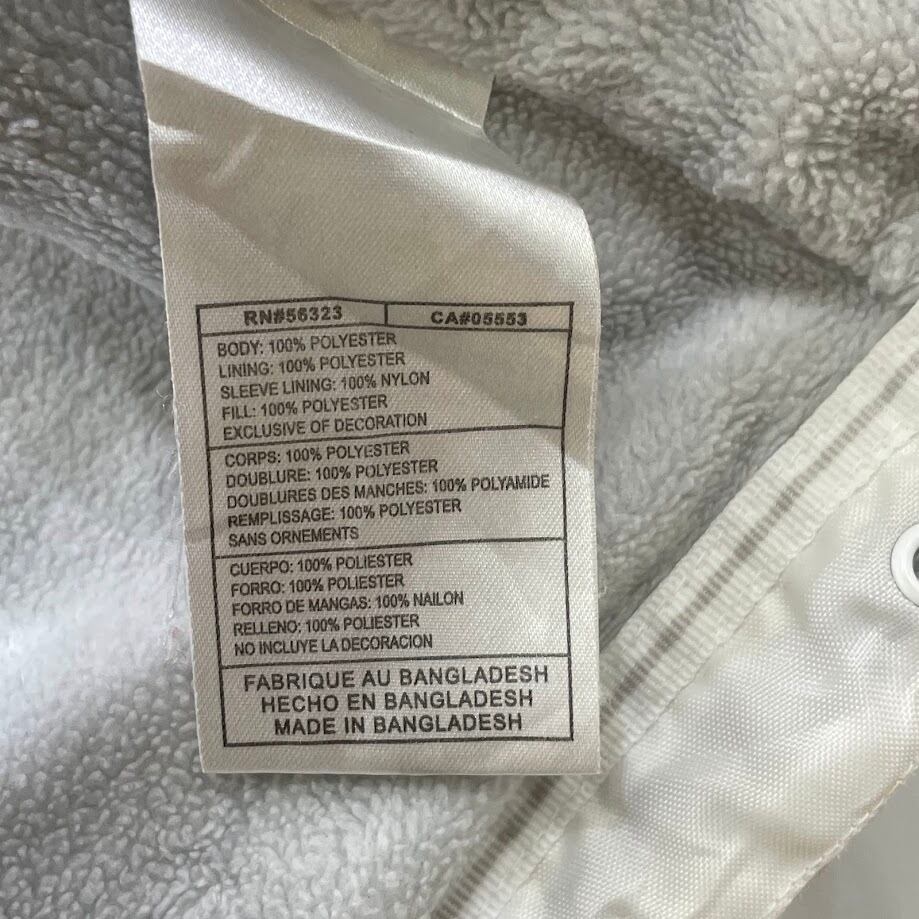 RN#56323 CA#05553
BODY: 100% POLYESTER
LINING: 100% POLYESTER
SLEEVE LINING: 100% NYLON
FILL: 100% POLYESTER
EXCLUSIVE OF DECORATION
CORPS: 100% POLYESTER
DOUBLURE: 100% POLYESTER
DOUBLURES DES MANCHES: 100% POLYAMIDE
REMPLISSAGE: 100% POLYESTER
SANS ORNEMENTS
CUERPO: 100% POLIESTER
FORRO: 100% POLIESTER
FORRO DE MANGAS: 100% NAILON
RELLENO: 100% POLIESTER
NO INCLUYE LA DECORACION
FABRIQUE AU BANGLADESH
HECHO EN BANGLADESH
MADE IN BANGLADESH